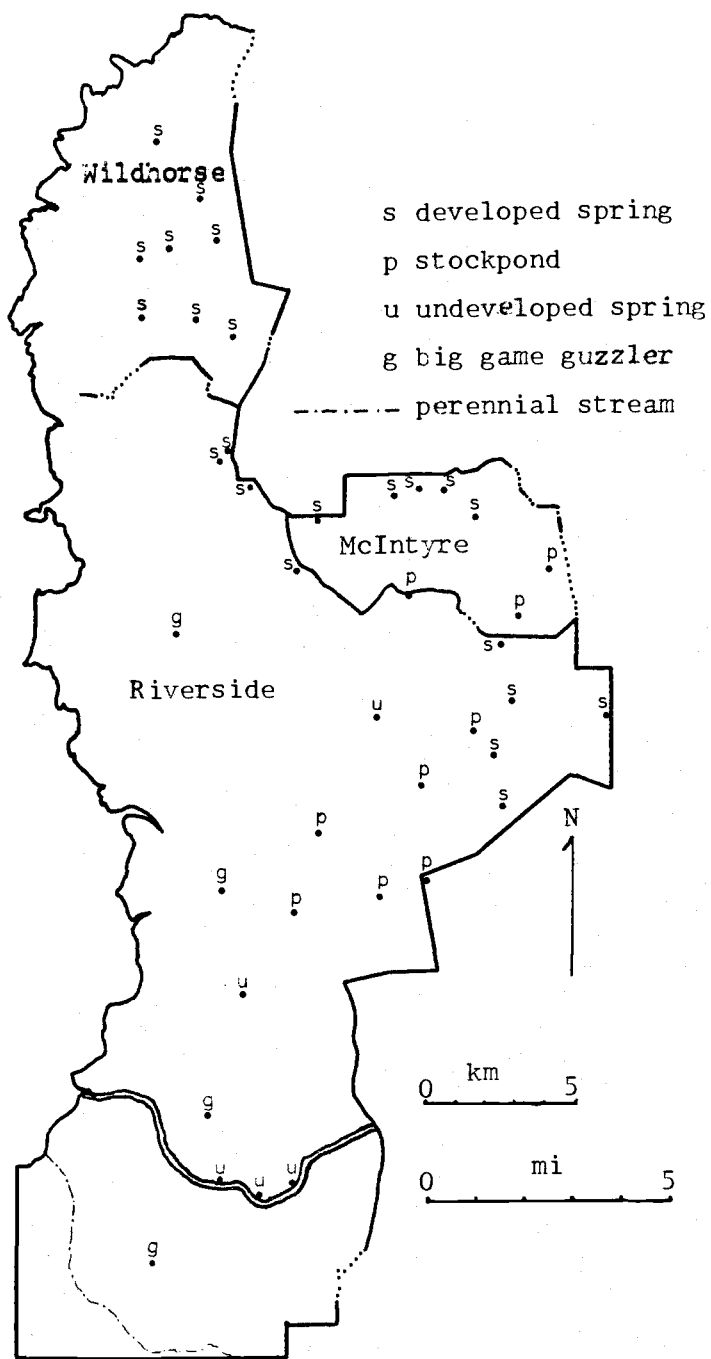 s
Wildhorse
s
s developed spring
s s s
p stockpond
u undeveloped spring
s s s
g big game guzzler
perennial stream
s
s
s
s s s
s
s
McIntyre
s
p
p
p
g
s
Riverside
s
s
u
p
s
p
s
p
N
p
g
p
p
u
km
0 5
g
mi
0 5
u u u
g